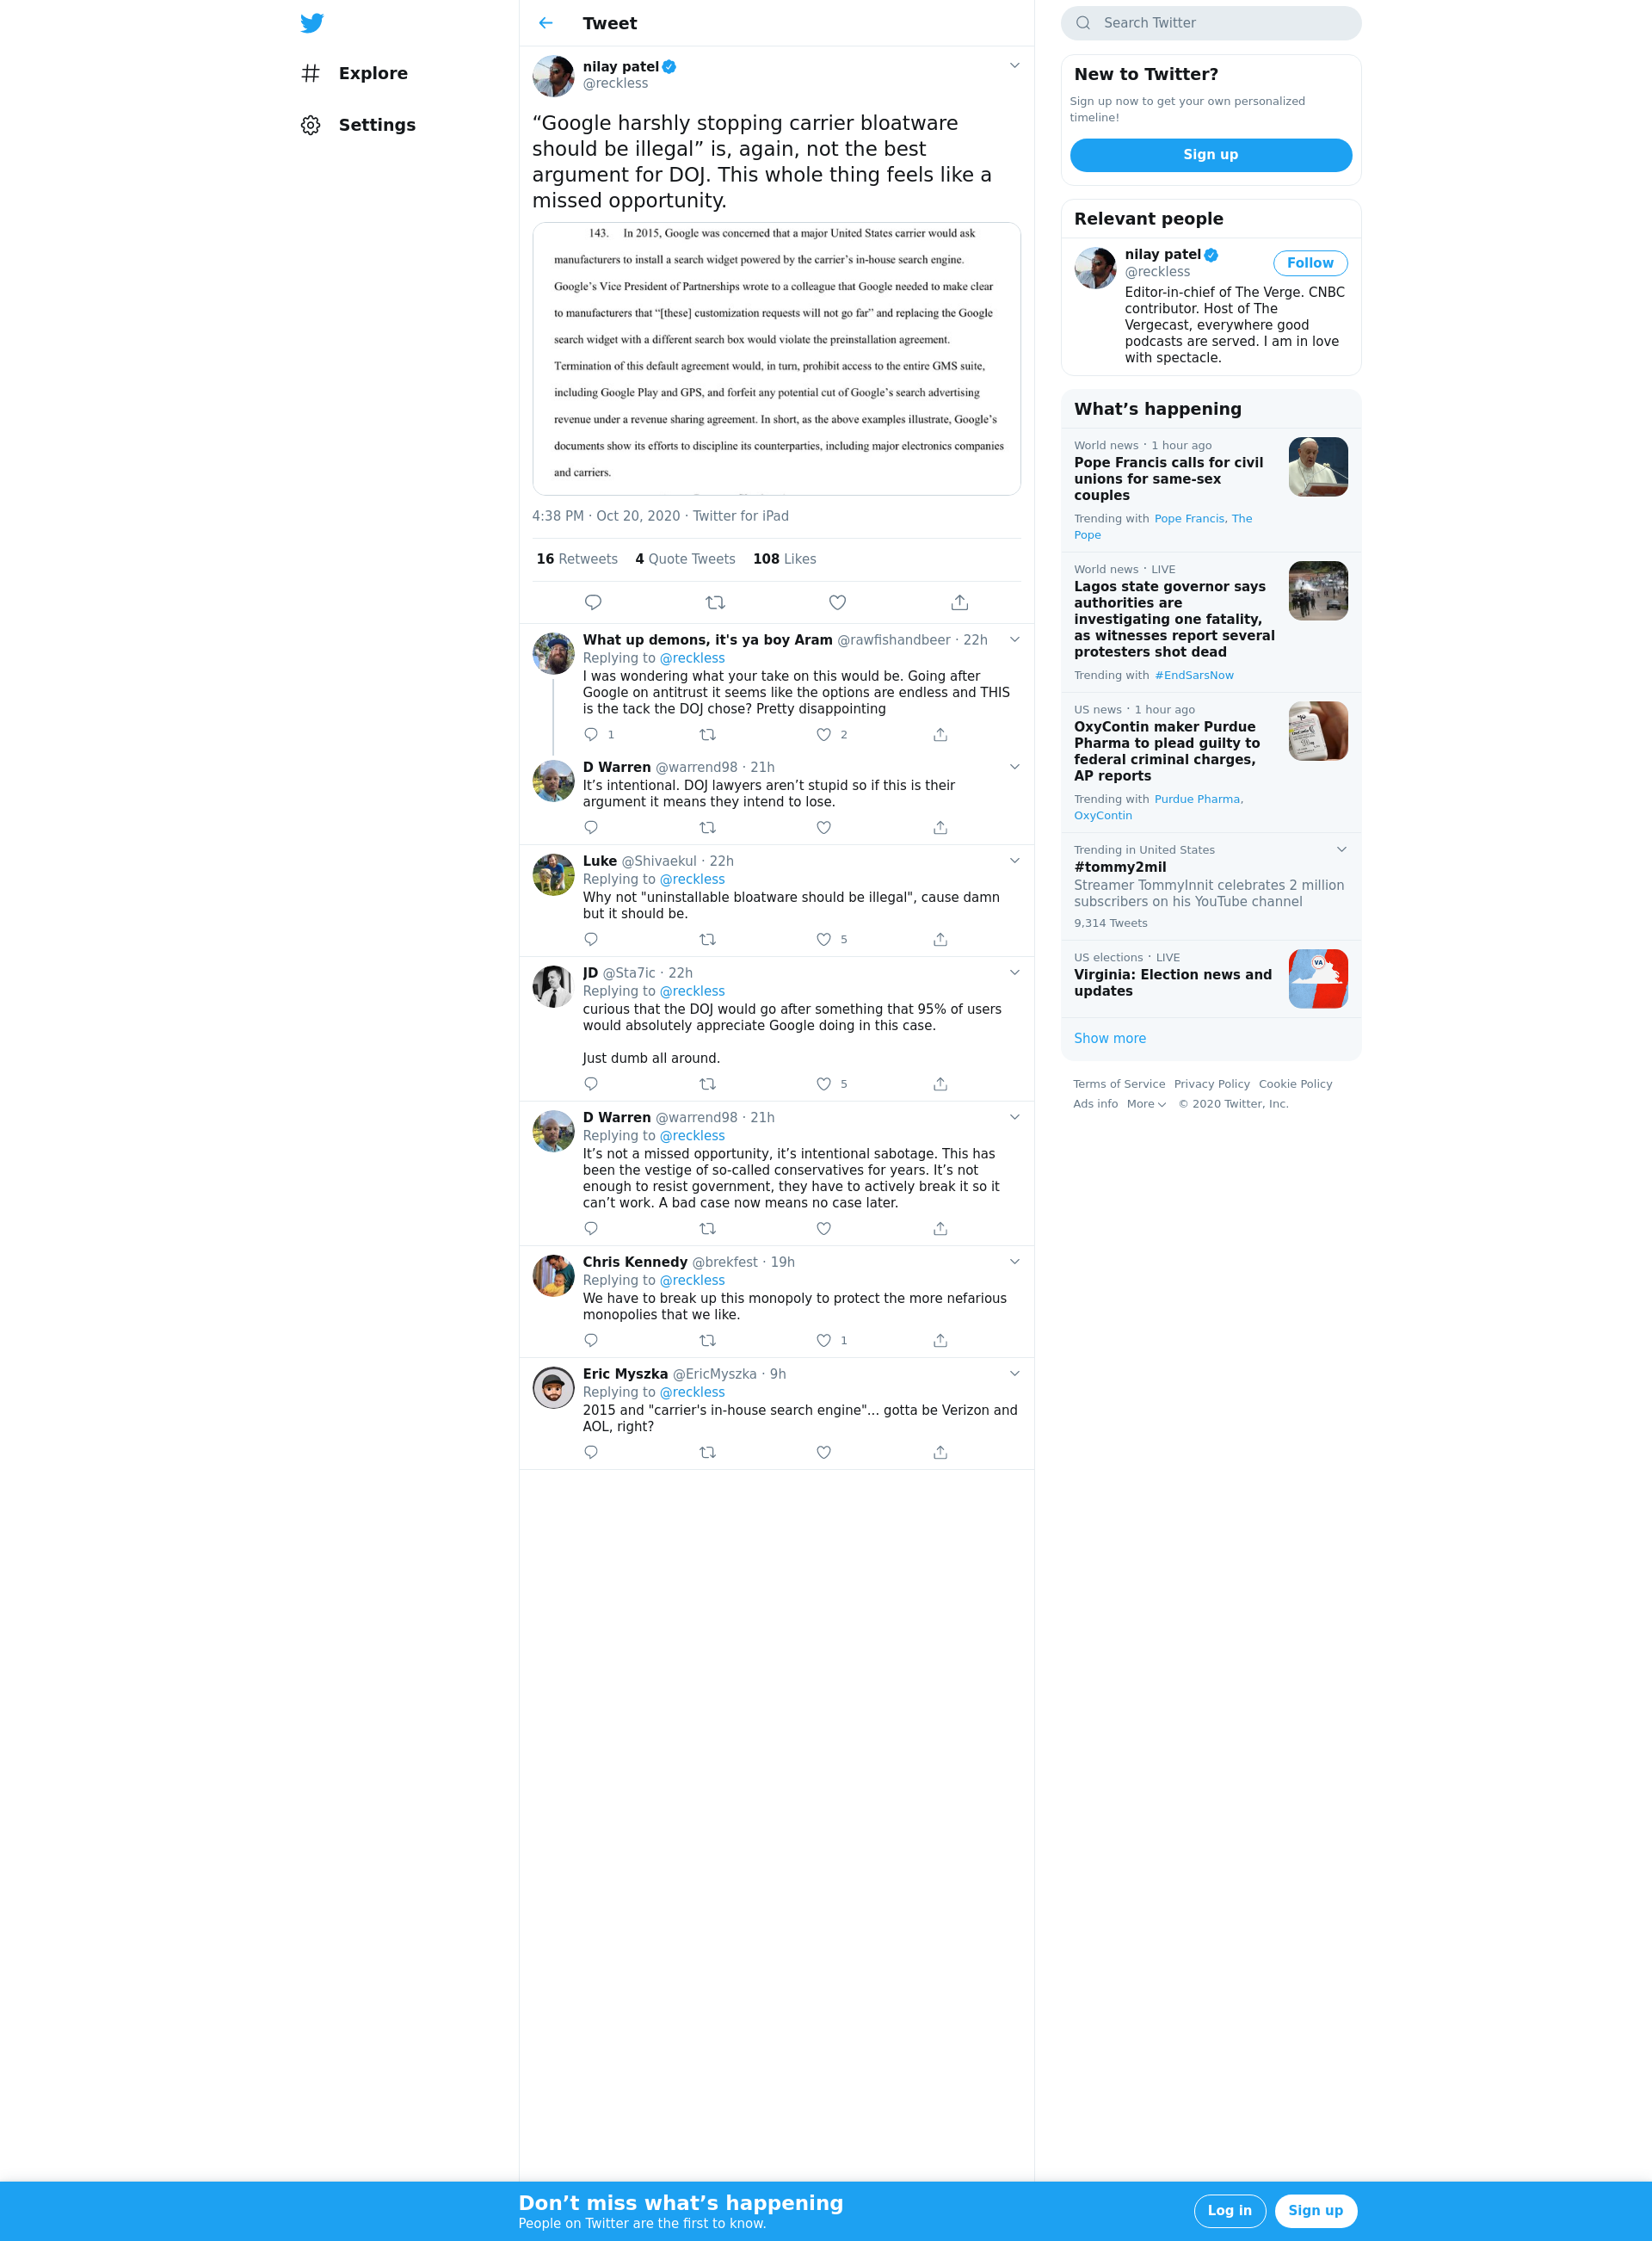 Explore
Settings
Tweet
nilay patel
@reckless
“Google harshly stopping carrier bloatware
should be illegal” is, again, not the best
argument for DOJ. This whole thing feels like a
missed opportunity.
143. In 2015, Google was concerned that a major United States carrier would ask
manufacturers to install a search widget powered by the carrier’s in-house search engine.
Google’s Vice President of Partnerships wrote to a colleague that Google needed to make clear
to manufacturers that “[these] customization requests will not go far” and replacing the Google
search widget with a different search box would violate the preinstallation agreement.
Termination of this default agreement would, in turn, prohibit access to the entire GMS suite,
including Google Play and GPS, and forfeit any potential cut of Google’s search advertising
revenue under a revenue sharing agreement. In short, as the above examples illustrate, Google’s
documents show its efforts to discipline its counterparties, including major electronics companies
and carriers.
4:38 PM · Oct 20, 2020 · Twitter for iPad
16 Retweets 4 Quote Tweets 108 Likes
What up demons, it's ya boy Aram @rawfishandbeer · 22h
Replying to @reckless
I was wondering what your take on this would be. Going after
Google on antitrust it seems like the options are endless and THIS
is the tack the DOJ chose? Pretty disappointing
1 2
D Warren @warrend98 · 21h
It’s intentional. DOJ lawyers aren’t stupid so if this is their
argument it means they intend to lose.
Luke @Shivaekul · 22h
Replying to @reckless
Why not "uninstallable bloatware should be illegal", cause damn
but it should be.
5
JD @Sta7ic · 22h
Replying to @reckless
curious that the DOJ would go after something that 95% of users
would absolutely appreciate Google doing in this case.
Just dumb all around.
5
D Warren @warrend98 · 21h
Replying to @reckless
It’s not a missed opportunity, it’s intentional sabotage. This has
been the vestige of so-called conservatives for years. It’s not
enough to resist government, they have to actively break it so it
can’t work. A bad case now means no case later.
Chris Kennedy @brekfest · 19h
Replying to @reckless
We have to break up this monopoly to protect the more nefarious
monopolies that we like.
1
Eric Myszka @EricMyszka · 9h
Replying to @reckless
2015 and "carrier's in-house search engine"... gotta be Verizon and
AOL, right?
Search Twitter
New to Twitter?
Sign up now to get your own personalized
timeline!
Sign up
Relevant people
nilay patel
@reckless
Follow
Editor-in-chief of The Verge. CNBC
contributor. Host of The
Vergecast, everywhere good
podcasts are served. I am in love
with spectacle.
What’s happening
World news · 1 hour ago
Pope Francis calls for civil
unions for same-sex
couples
Trending with Pope Francis, The
Pope
World news · LIVE
Lagos state governor says
authorities are
investigating one fatality,
as witnesses report several
protesters shot dead
Trending with #EndSarsNow
US news · 1 hour ago
OxyContin maker Purdue
Pharma to plead guilty to
federal criminal charges,
AP reports
Trending with Purdue Pharma,
OxyContin
Trending in United States
#tommy2mil
Streamer TommyInnit celebrates 2 million
subscribers on his YouTube channel
9,314 Tweets
US elections · LIVE
Virginia: Election news and
updates
VA
Show more
Terms of Service Privacy Policy Cookie Policy
Ads info More © 2020 Twitter, Inc.
Don’t miss what’s happening
People on Twitter are the first to know.
Log in
Sign up